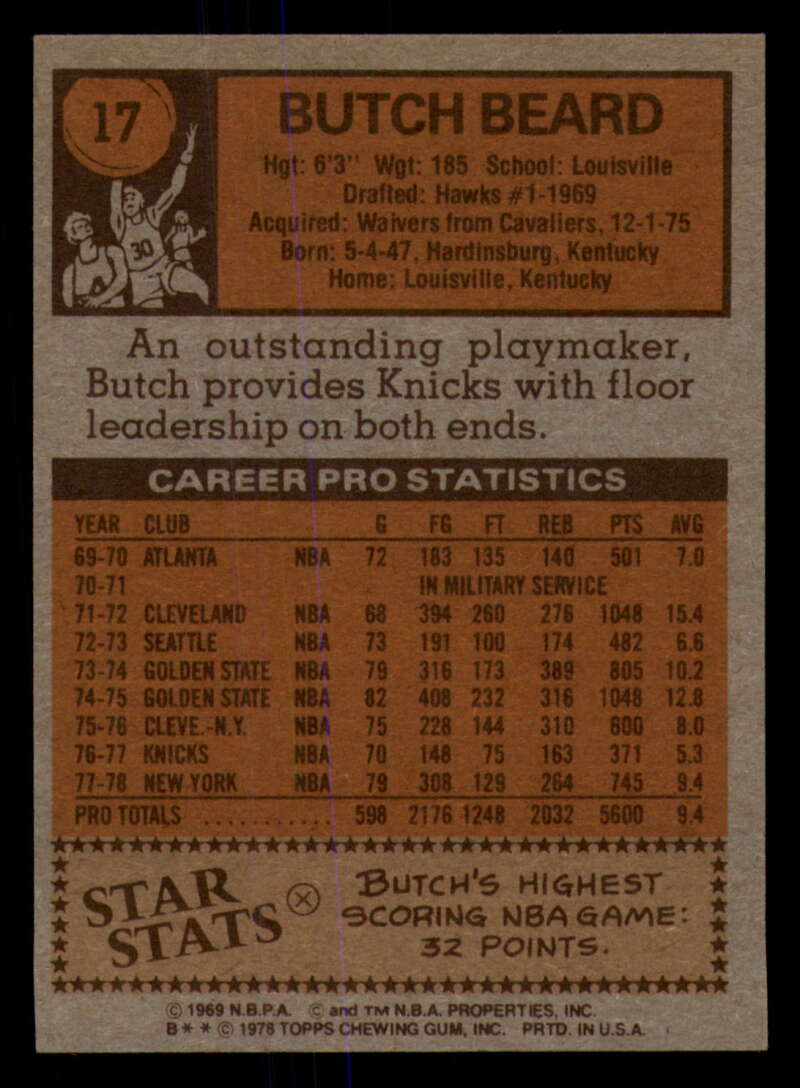 17
30
BUTCH BEARD
Hgt: 6'3" Wgt: 185 School: Louisville
Drafted: Hawks #1-1969
Acquired: Waivers from Cavaliers, 12-1-75
Born: 5-4-47, Hardinsburg, Kentucky
Home: Louisville, Kentucky
An outstanding playmaker,
Butch provides Knicks with floor
leadership on both ends.
CAREER PRO STATISTICS
YEAR CLUB G FG FT REB PTS AVG
69-70 ATLANTA NBA 72 183 135 140 501 7.0
70-71 IN MILITARY SERVICE
71-72 CLEVELAND NBA 68 394 260 276 1048 15.4
72-73 SEATTLE NBA 73 191 100 174 482 6.6
73-74 GOLDEN STATE NBA 79 316 173 389 805 10.2
74-75 GOLDEN STATE NBA 82 408 232 316 1048 12.8
75-76 CLEVE.-N.Y. NBA 75 228 144 310 600 8.0
76-77 KNICKS NBA 70 148 75 163 371 5.3
77-78 NEW YORK NBA 79 308 129 264 745 9.4
PRO TOTALS ........... 598 2176 1248 2032 5600 9.4
STAR
STATS
BUTCH'S HIGHEST
SCORING NBA GAME:
32 POINTS.
© 1969 N.B.P.A. © and TM N.B.A. PROPERTIES, INC.
B * * © 1978 TOPPS CHEWING GUM, INC. PRTD. IN U.S.A.